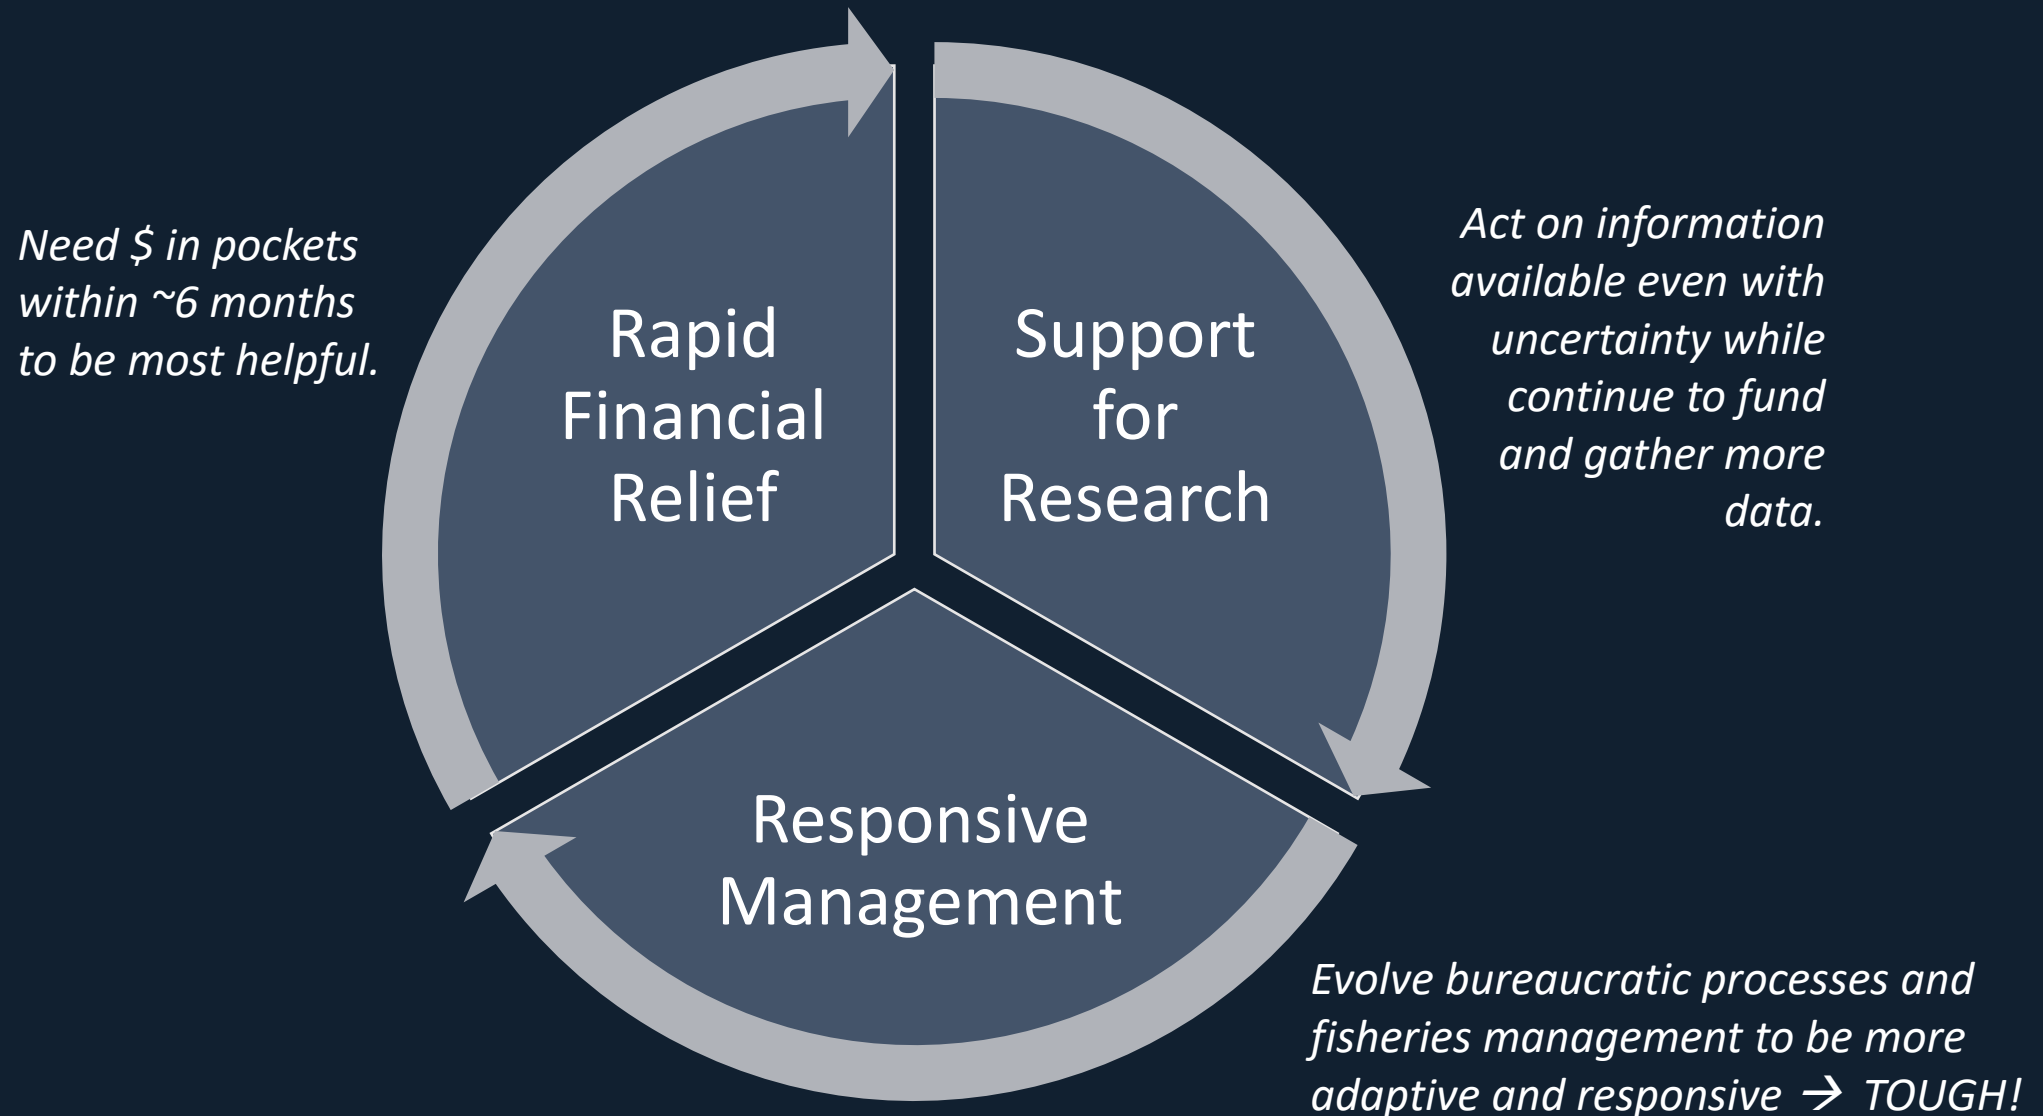 Need $ in pockets
within ~6 months
to be most helpful.
Rapid
Financial
Relief
Support
for
Research
Act on information
available even with
uncertainty while
continue to fund
and gather more
data.
Responsive
Management
Evolve bureaucratic processes and
fisheries management to be more
adaptive and responsive → TOUGH!